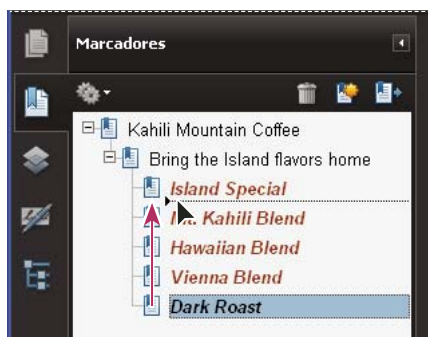 Marcadores
Kahili Mountain Coffee
Bring the Island flavors home
Island Special
Kahili Blend
Hawaiian Blend
Vienna Blend
Dark Roast